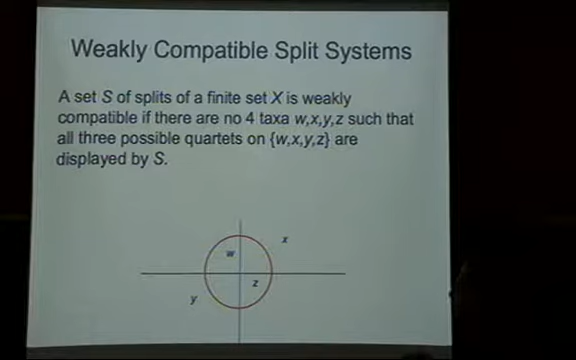 Weakly Compatible Split Systems
A set S of splits of a finite set X is weakly
compatible if there are no 4 taxa w,x,y,z such that
all three possible quartets on {w,x,y,z} are
displayed by S.
x
w
z
y